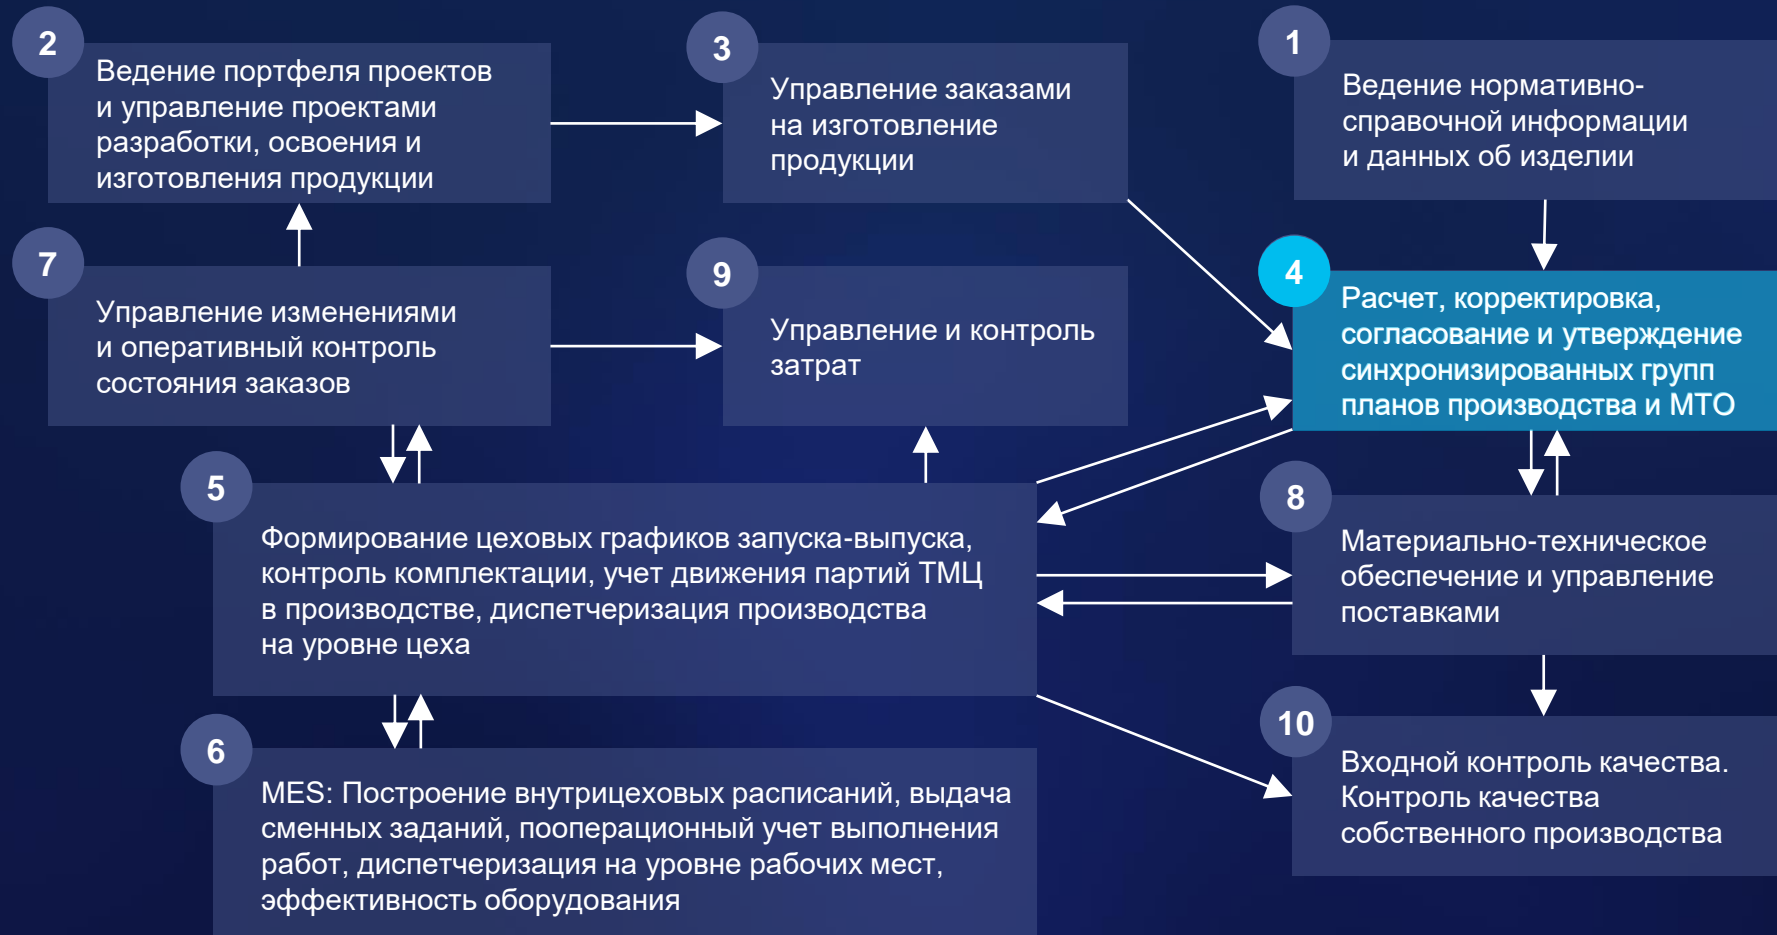 2
Ведение портфеля проектов
и управление проектами
разработки, освоения и
изготовления продукции
3
Управление заказами
на изготовление
продукции
1
Ведение нормативно-
справочной информации
и данных об изделии
7
Управление изменениями
и оперативный контроль
состояния заказов
9
Управление и контроль
затрат
4
Расчет, корректировка,
согласование и утверждение
синхронизированных групп
планов производства и МТО
5
Формирование цеховых графиков запуска-выпуска,
контроль комплектации, учет движения партий ТМЦ
в производстве, диспетчеризация производства
на уровне цеха
8
Материально-техническое
обеспечение и управление
поставками
6
MES: Построение внутрицеховых расписаний, выдача
сменных заданий, пооперационный учет выполнения
работ, диспетчеризация на уровне рабочих мест,
эффективность оборудования
10
Входной контроль качества.
Контроль качества
собственного производства